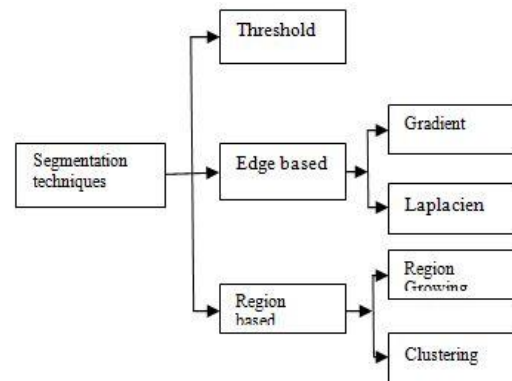 Threshold
Gradient
Segmentation
techniques
Edge based
Laplacien
Region
Growing
Region
based
Clustering